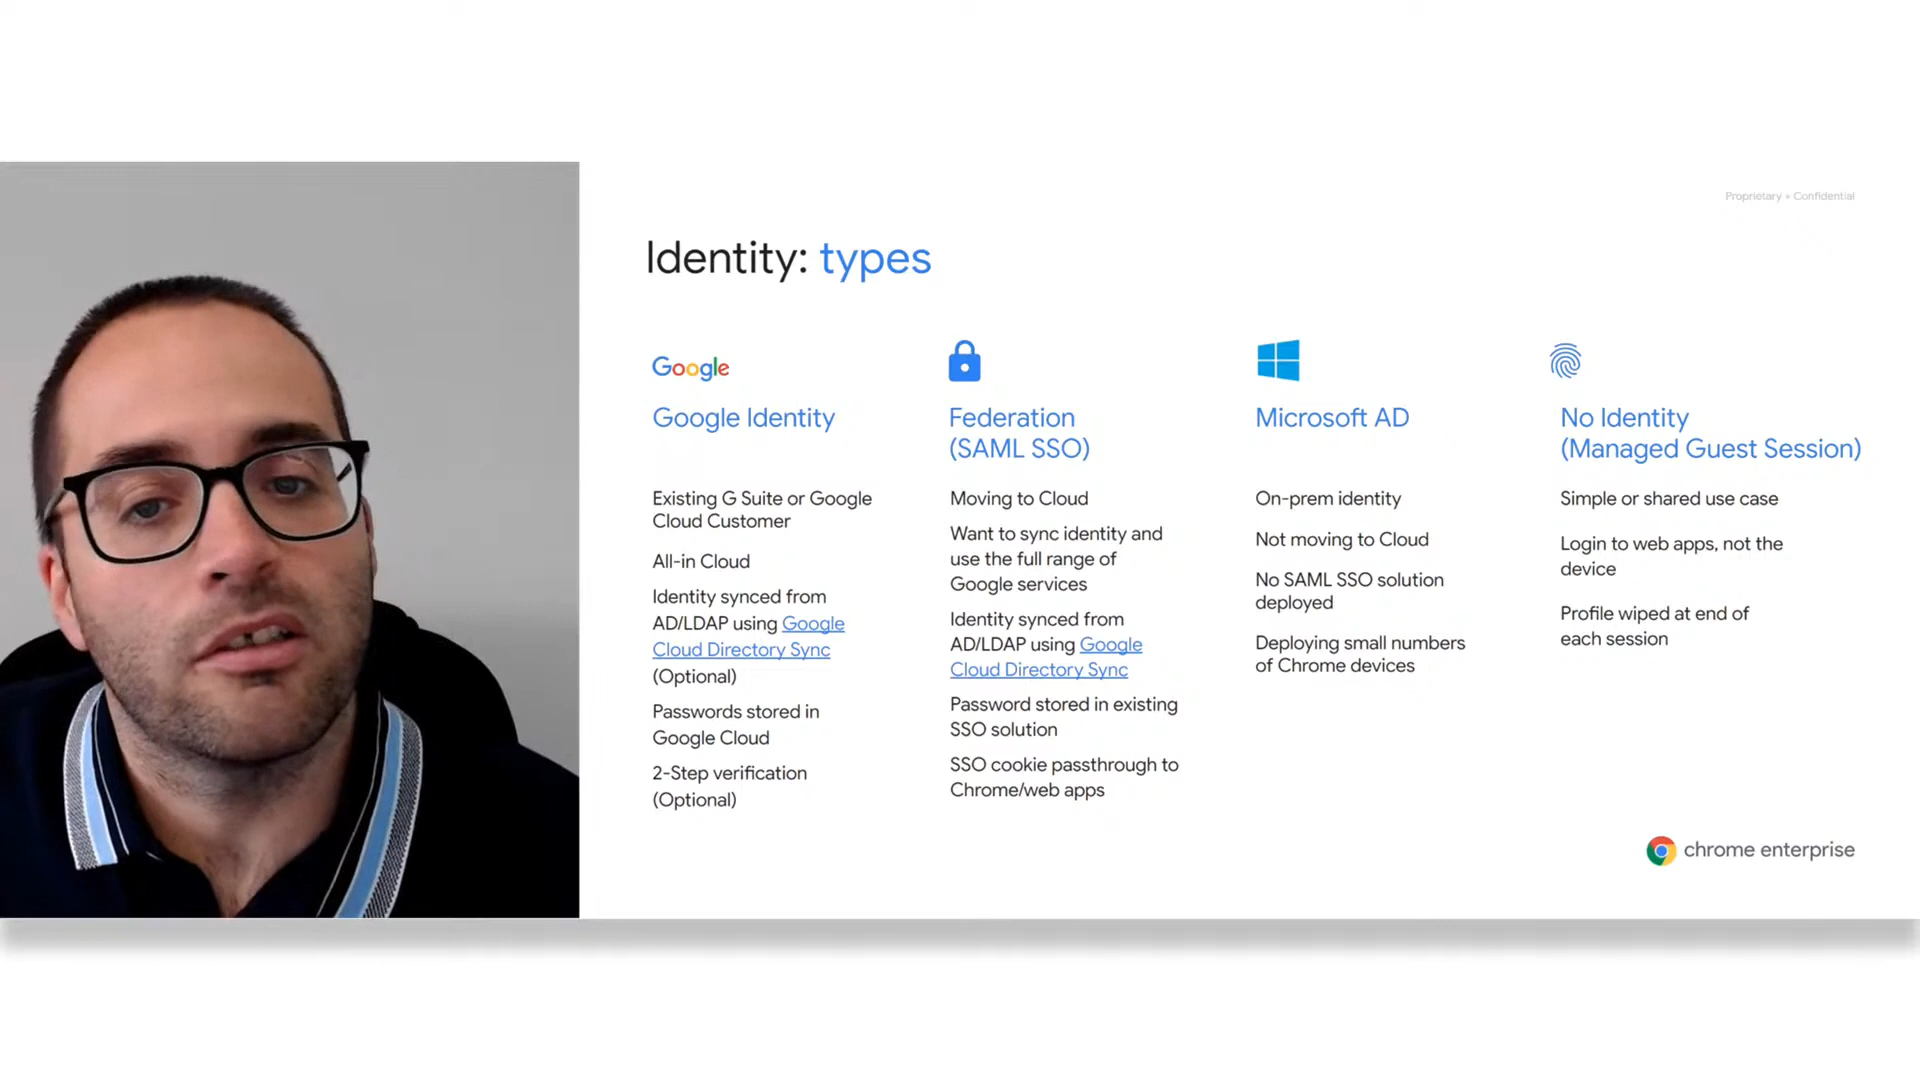 Proprietary + Confidential
Identity: types
Google
Google Identity
Existing G Suite or Google
Cloud Customer
All-in Cloud
Identity synced from
AD/LDAP using Google
Cloud Directory Sync
(Optional)
Passwords stored in
Google Cloud
2-Step verification
(Optional)
Federation
(SAML SSO)
Moving to Cloud
Want to sync identity and
use the full range of
Google services
Identity synced from
AD/LDAP using Google
Cloud Directory Sync
Password stored in existing
SSO solution
SSO cookie passthrough to
Chrome/web apps
Microsoft AD
On-prem identity
Not moving to Cloud
No SAML SSO solution
deployed
Deploying small numbers
of Chrome devices
No Identity
(Managed Guest Session)
Simple or shared use case
Login to web apps, not the
device
Profile wiped at end of
each session
chrome enterprise